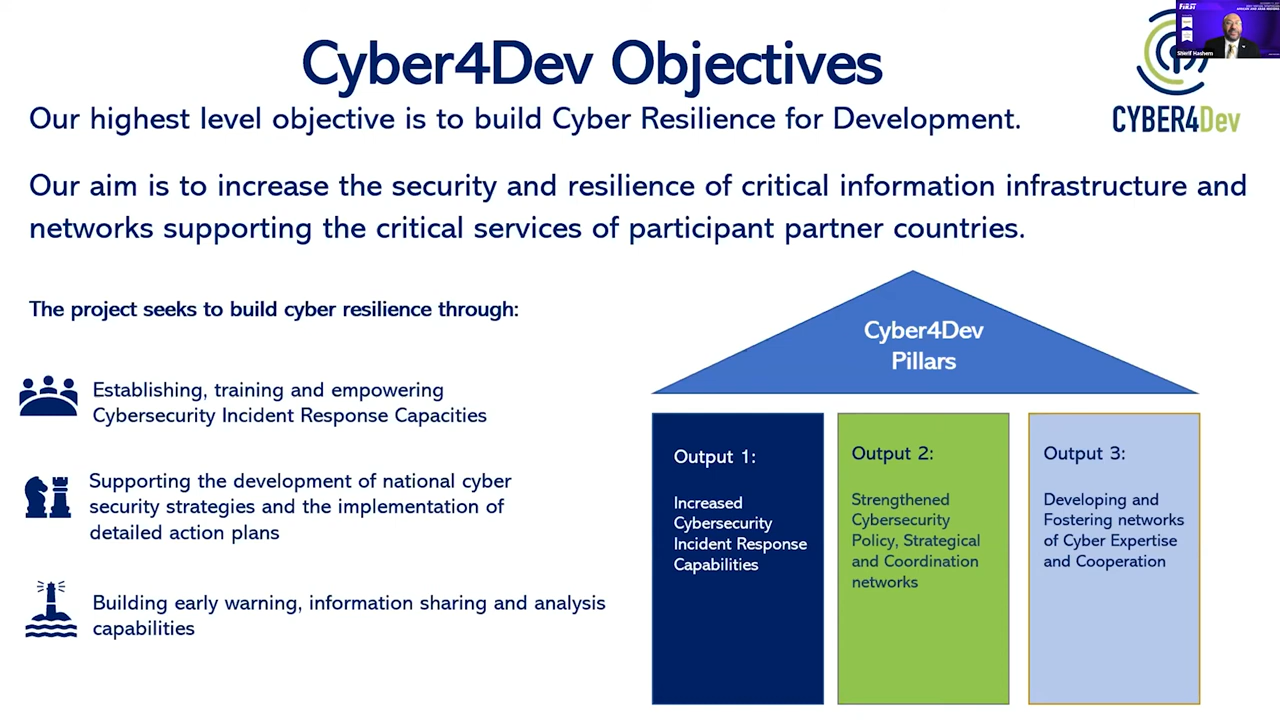 Cyber4Dev Objectives
FIRST
Sherif Hashem
CYBER4Dev
Our highest level objective is to build Cyber Resilience for Development.
Our aim is to increase the security and resilience of critical information infrastructure and
networks supporting the critical services of participant partner countries.
The project seeks to build cyber resilience through:
Establishing, training and empowering
Cybersecurity Incident Response Capacities
Supporting the development of national cyber
security strategies and the implementation of
detailed action plans
Building early warning, information sharing and analysis
capabilities
Cyber4Dev
Pillars
Output 1:
Increased
Cybersecurity
Incident Response
Capabilities
Output 2:
Strengthened
Cybersecurity
Policy, Strategical
and Coordination
networks
Output 3:
Developing and
Fostering networks
of Cyber Expertise
and Cooperation